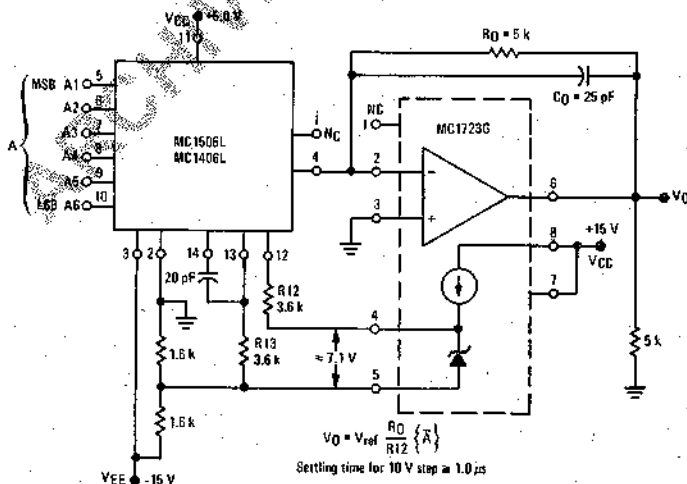 VCC +5.0 V
11
RO = 5 k
CO = 25 pF
MSB A1 5
A2 6
A3 7
A A4 8
A5 9
LSB A6 10
MC1506L
MC1406L
1
NC
4
NC
1
MC1723G
2
−
3
+
6
VO
8
+15 V
VCC
7
3 2 14 13 12
20 pF
R12
3.6 k
4
1.6 k
R13
3.6 k
≈ 7.1 V
5
5 k
1.6 k
VEE -15 V
VO = Vref RO/R12 {A̅}
Settling time for 10 V step ≅ 1.0 µs